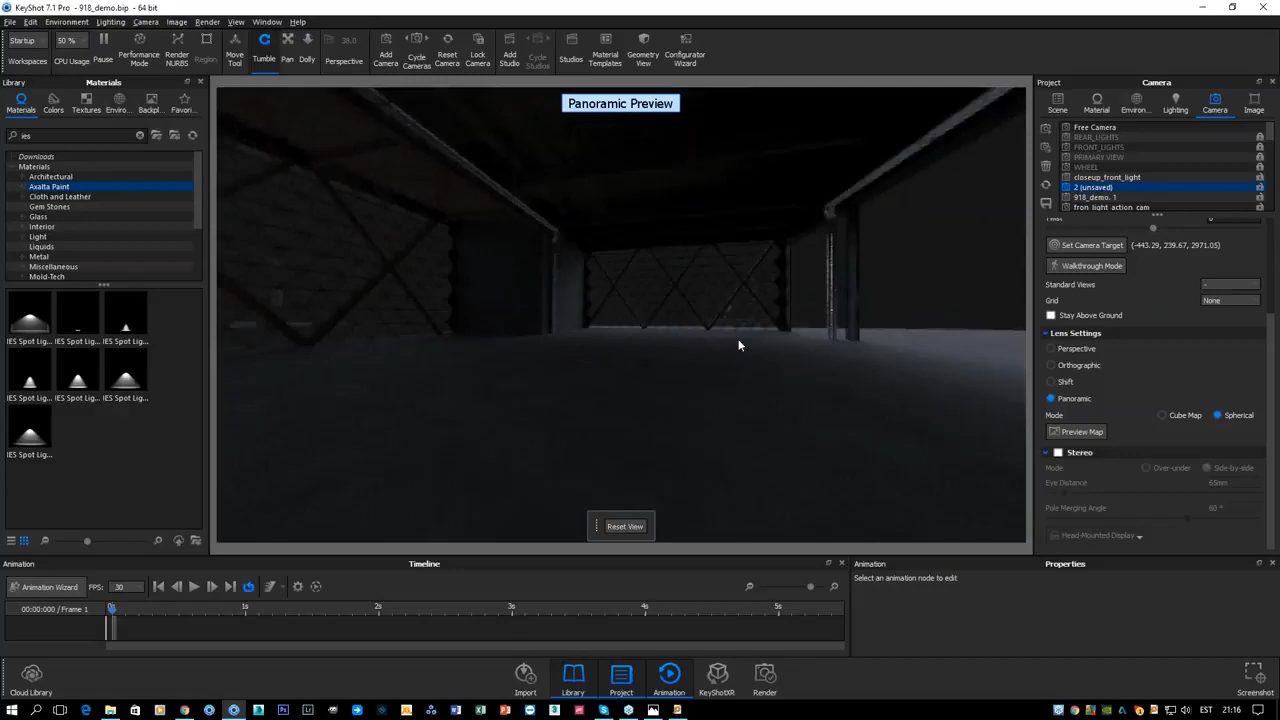 KeyShot 7.1 Pro - 918_demo.bip - 64 bit
File Edit Environment Lighting Camera Image Render View Window Help
Startup 50 % 38.0
Workspaces CPU Usage Pause Performance Mode Render NURBS Region Move Tool Tumble Pan Dolly Perspective Add Camera Cycle Cameras Reset Camera Lock Camera Add Studio Cycle Studios Studios Material Templates Geometry View Configurator Wizard
Library Materials
Materials Colors Textures Enviro... Backpl... Favori...
ies
Downloads
Materials
Architectural
Axalta Paint
Cloth and Leather
Gem Stones
Glass
Interior
Light
Liquids
Metal
Miscellaneous
Mold-Tech
IES Spot Lig... IES Spot Lig... IES Spot Lig...
IES Spot Lig... IES Spot Lig... IES Spot Lig...
IES Spot Lig...
Panoramic Preview
Reset View
Project Camera
Scene Material Environ... Lighting Camera Image
Free Camera
REAR_LIGHTS
FRONT_LIGHTS
PRIMARY VIEW
WHEEL
closeup_front_light
2 (unsaved)
918_demo. 1
fron_light_action_cam
Twist 0
Set Camera Target (-443.29, 239.67, 2971.05)
Walkthrough Mode
Standard Views -
Grid None
Stay Above Ground
Lens Settings
Perspective
Orthographic
Shift
Panoramic
Mode Cube Map Spherical
Preview Map
Stereo
Mode Over-under Side-by-side
Eye Distance 65mm
Pole Merging Angle 60 °
Head-Mounted Display
Animation Timeline
Animation Wizard FPS: 30
00:00:000 / Frame 1 0s 1s 2s 3s 4s 5s
Animation Properties
Select an animation node to edit
Cloud Library Import Library Project Animation KeyShotXR Render Screenshot
EST 21:16